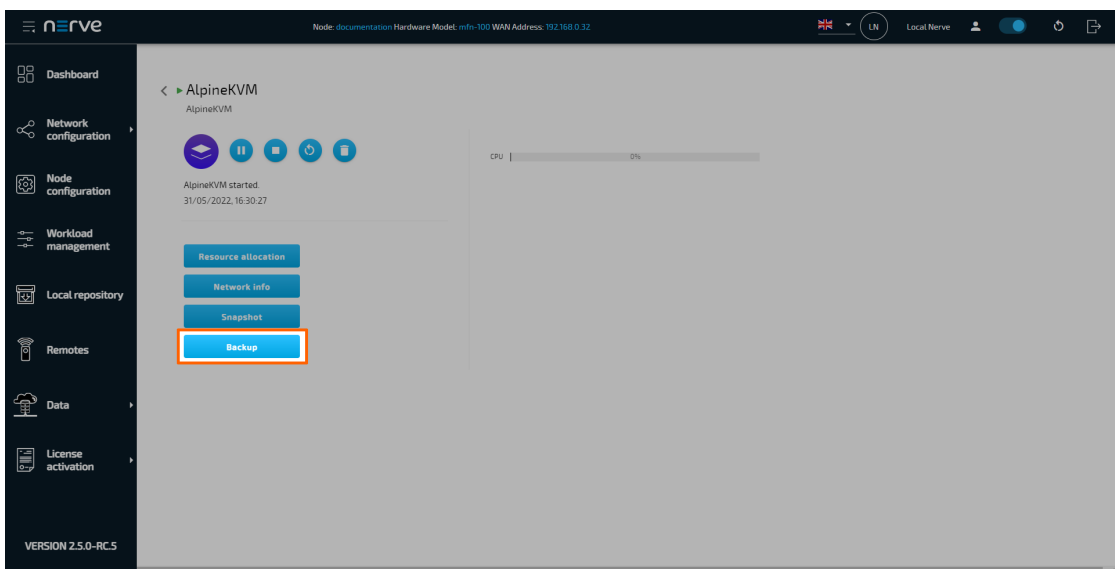 nerve
Node: documentation Hardware Model: mfn-100 WAN Address: 192.168.0.32
LN
Local Nerve
Dashboard
Network
configuration
Node
configuration
Workload
management
Local repository
Remotes
Data
License
activation
VERSION 2.5.0-RC.5
AlpineKVM
AlpineKVM
AlpineKVM started.
31/05/2022, 16:30:27
Resource allocation
Network info
Snapshot
Backup
CPU
0%